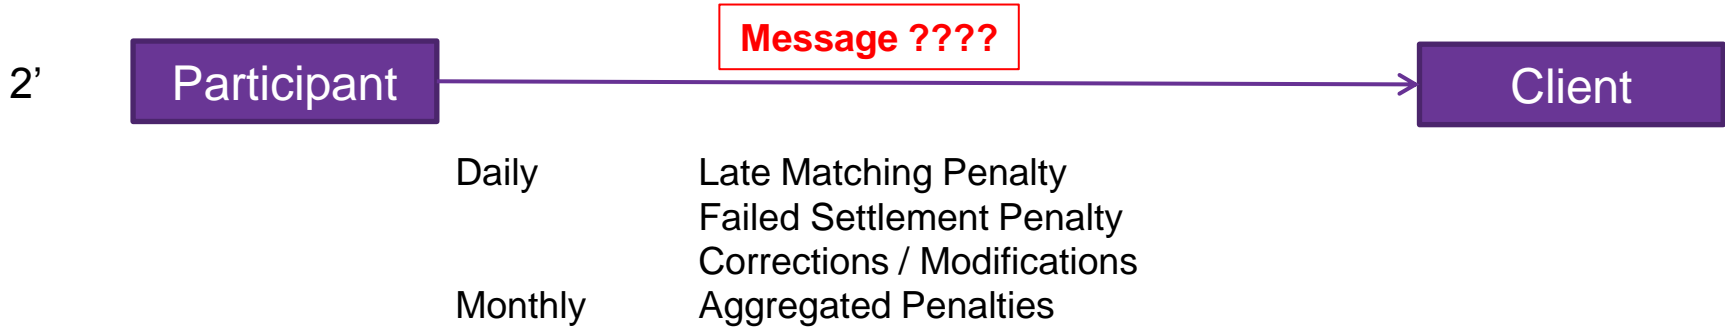 Message ????
2’ Participant Client
Daily Late Matching Penalty
Failed Settlement Penalty
Corrections / Modifications
Monthly Aggregated Penalties